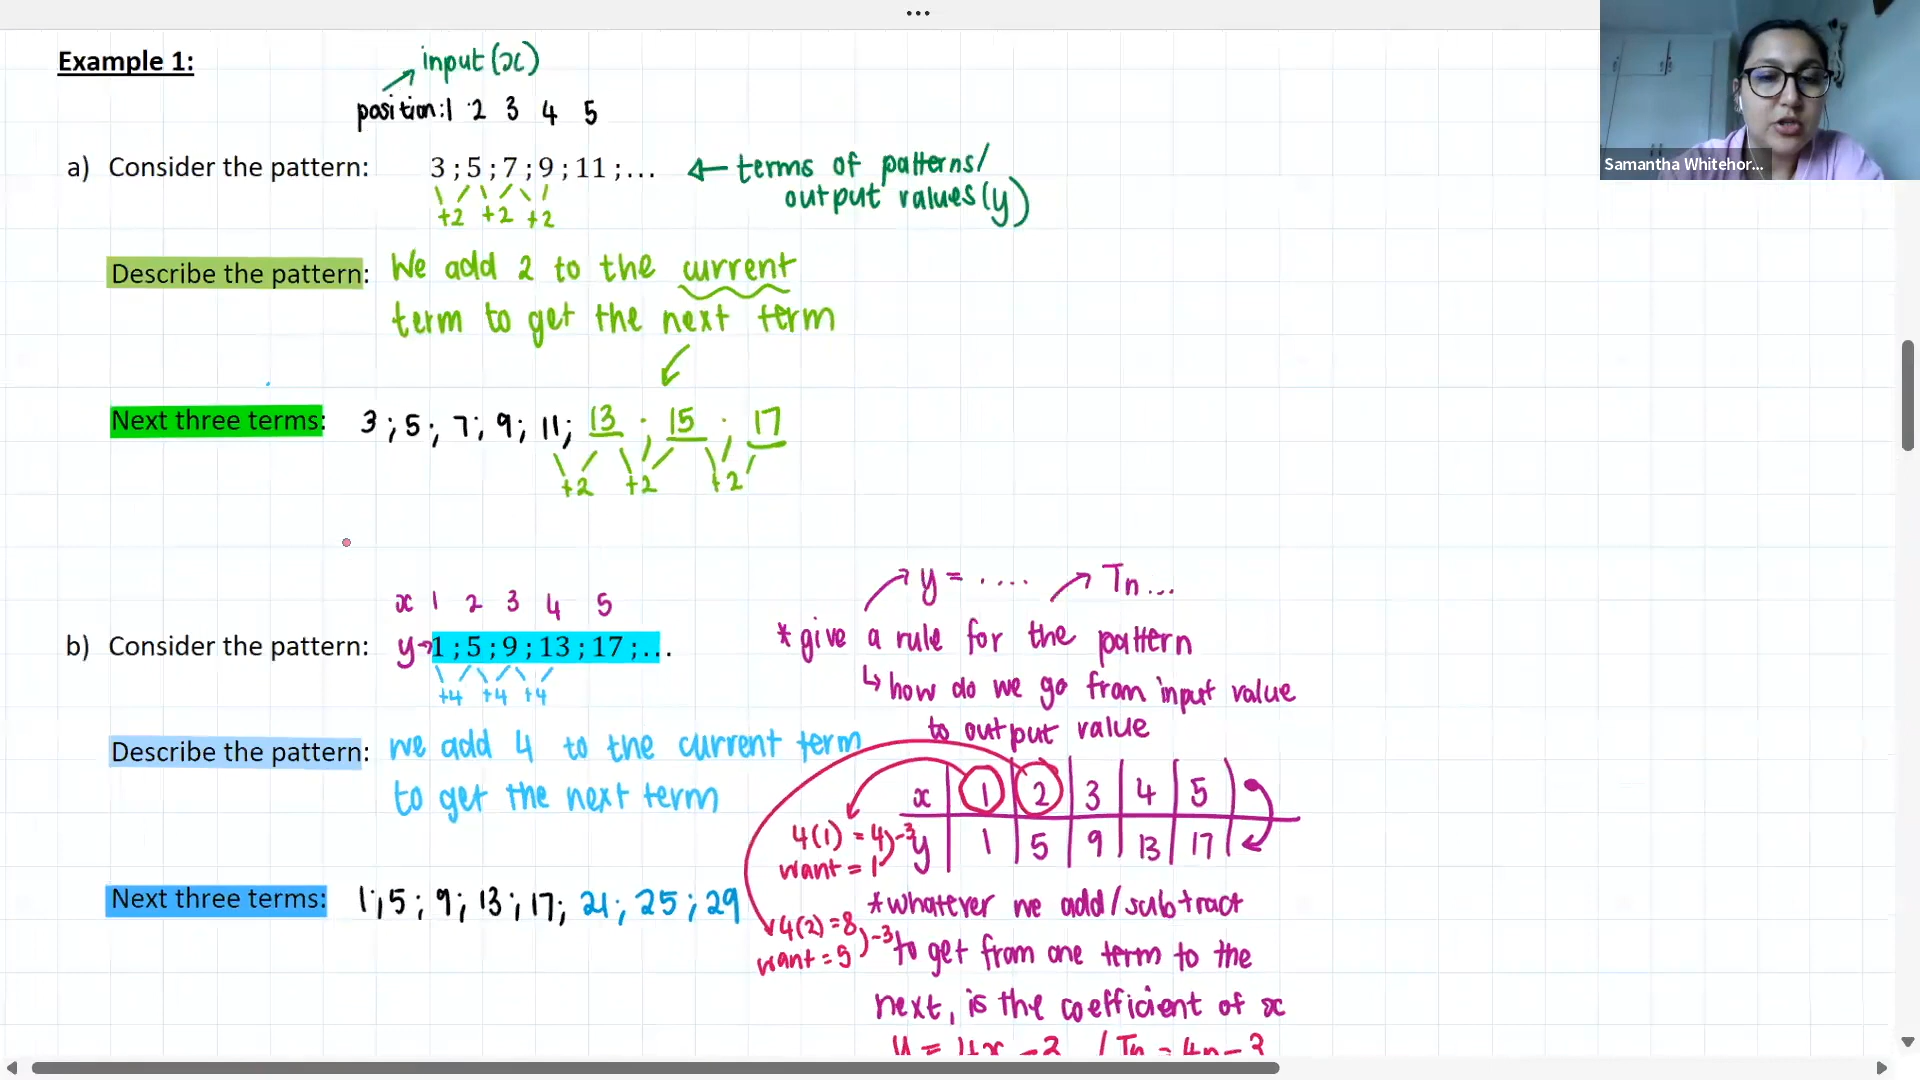 ...
Example 1:
input (x)
position: 1 2 3 4 5
a) Consider the pattern: 3 ; 5 ; 7 ; 9 ; 11 ; …
← terms of patterns/
output values (y)
+2 +2 +2
Describe the pattern: We add 2 to the current
term to get the next term
Next three terms: 3 ; 5 ; 7 ; 9 ; 11 ; 13 ; 15 ; 17
+2 +2 +2
x 1 2 3 4 5
b) Consider the pattern: y→ 1 ; 5 ; 9 ; 13 ; 17 ; …
+4 +4 +4
Describe the pattern: we add 4 to the current term
to get the next term
Next three terms: 1 ; 5 ; 9 ; 13 ; 17 ; 21 ; 25 ; 29
y = ..... Tn ...
*give a rule for the pattern
↳ how do we go from input value
to output value
x 1 2 3 4 5
y 1 5 9 13 17
4(1) = 4 -3
want = 1
4(2) = 8 -3
want = 5
*whatever we add/subtract
to get from one term to the
next, is the coefficient of x
y = 4x - 3 / Tn = 4n - 3
Samantha Whitehor...